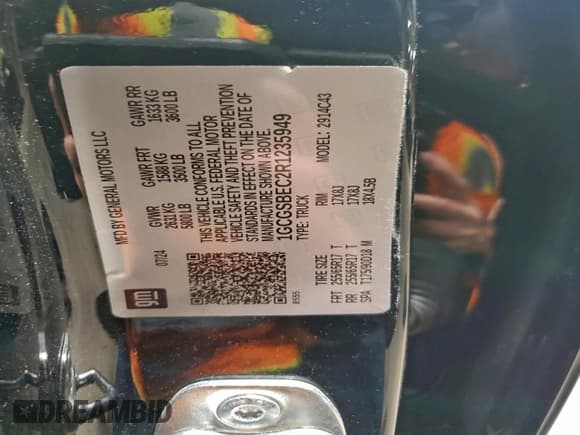 MFD BY GENERAL MOTORS LLC
07/24
GVWR
2631 KG
5800 LB
GAWR FRT
1588 KG
3500 LB
GAWR RR
1633 KG
3600 LB
THIS VEHICLE CONFORMS TO ALL
APPLICABLE U.S. FEDERAL MOTOR
VEHICLE SAFETY AND THEFT PREVENTION
STANDARDS IN EFFECT ON THE DATE OF
MANUFACTURE SHOWN ABOVE
1GCGSBEC2R1235949
TYPE: TRUCK
MODEL: 2S14C43
gm
TIRE SIZE
RIM
FRT 255/65R17 T 17X8J
RR 255/65R17 T 17X8J
SPA T175/90D18 M 18X4.5B
DREAMBID